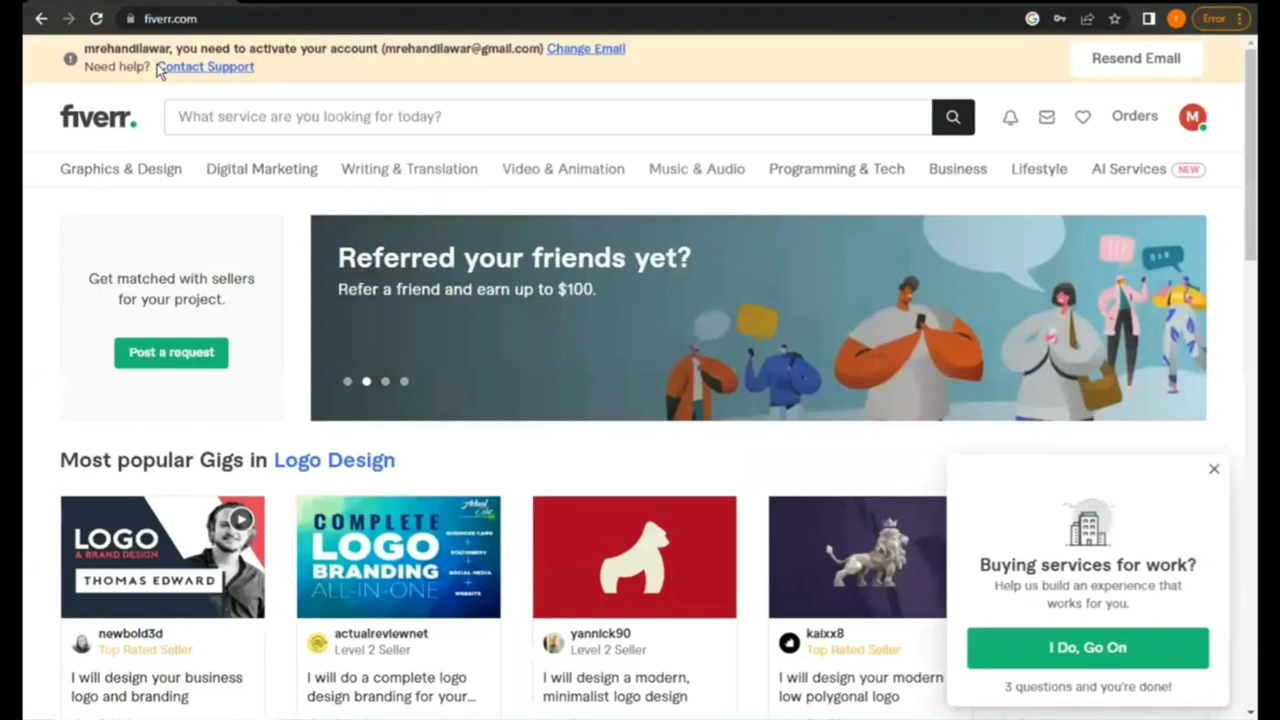 fiverr.com
Error
mrehandilawar, you need to activate your account (mrehandilawar@gmail.com) Change Email
Need help? Contact Support
Resend Email
fiverr.
What service are you looking for today?
Orders
M
Graphics & Design Digital Marketing Writing & Translation Video & Animation Music & Audio Programming & Tech Business Lifestyle AI Services NEW
Get matched with sellers
for your project.
Post a request
Referred your friends yet?
Refer a friend and earn up to $100.
Most popular Gigs in Logo Design
LOGO
& BRAND DESIGN
THOMAS EDWARD
newbold3d
Top Rated Seller
I will design your business
logo and branding
COMPLETE
LOGO
BRANDING
ALL-IN-ONE
BUSINESS CARD
+
STATIONERY
+
SOCIAL MEDIA
+
WEBSITE
actualreviewnet
Level 2 Seller
I will do a complete logo
design branding for your...
yannick90
Level 2 Seller
I will design a modern,
minimalist logo design
kaixx8
Top Rated Seller
I will design your modern
low polygonal logo
Buying services for work?
Help us build an experience that
works for you.
I Do, Go On
3 questions and you're done!